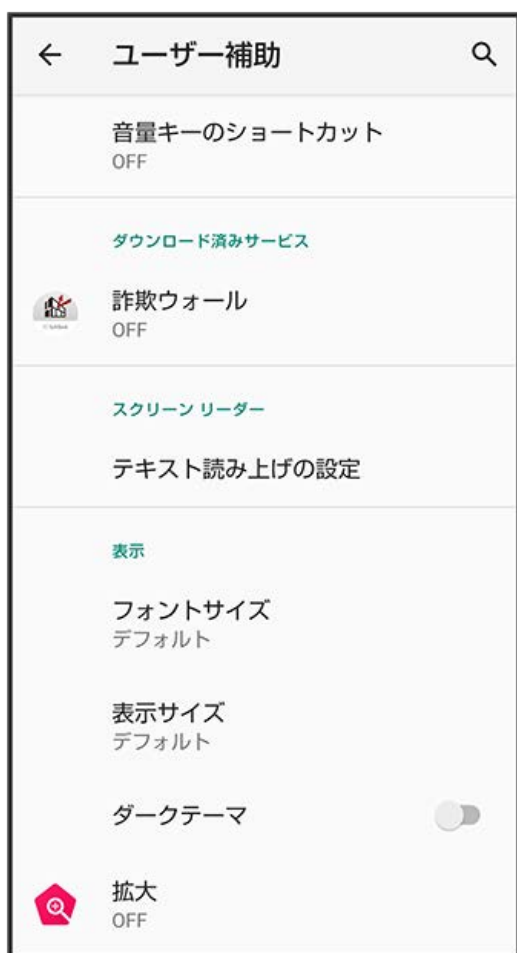 ユーザー補助
音量キーのショートカット
OFF
ダウンロード済みサービス
詐欺ウォール
OFF
スクリーン リーダー
テキスト読み上げの設定
表示
フォントサイズ
デフォルト
表示サイズ
デフォルト
ダークテーマ
拡大
OFF